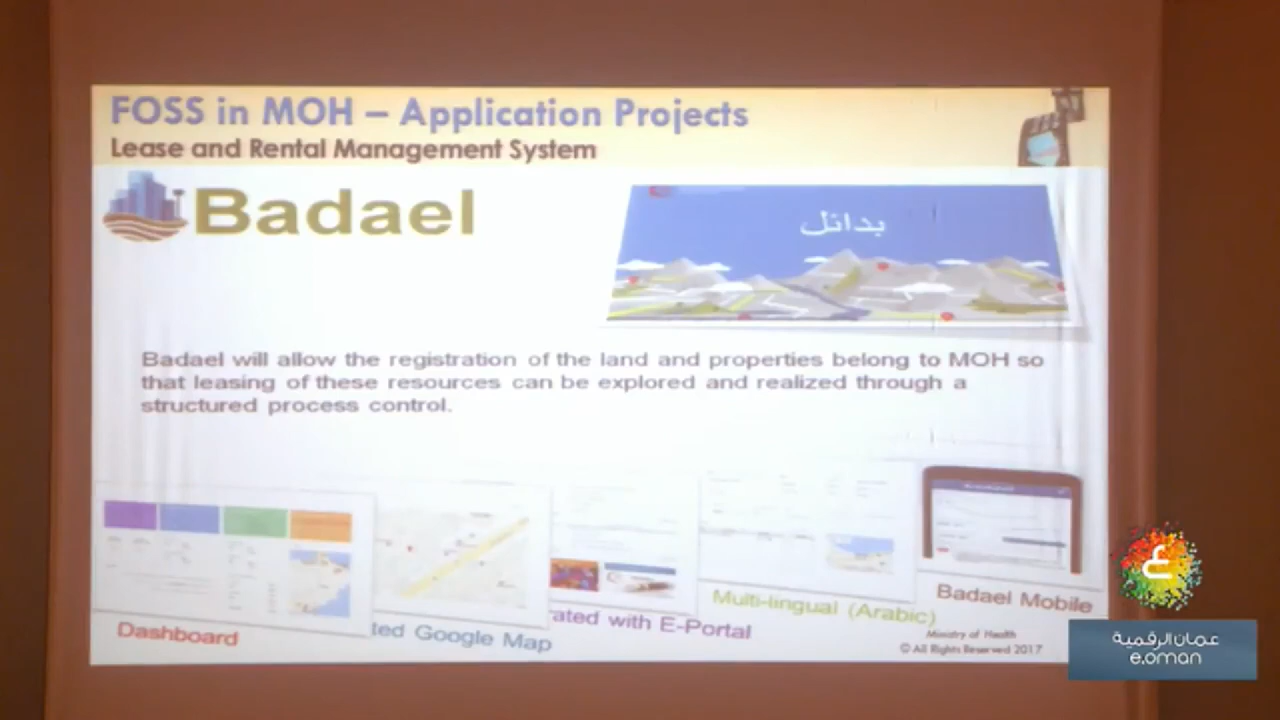 FOSS in MOH – Application Projects
Lease and Rental Management System
Badael
بدائل
Badael will allow the registration of the land and properties belong to MOH so
that leasing of these resources can be explored and realized through a
structured process control.
Dashboard
ted Google Map
ated with E-Portal
Multi-lingual (Arabic)
Badael Mobile
Ministry of Health
© All Rights Reserved 2017
ع
عمان الرقمية
e.oman